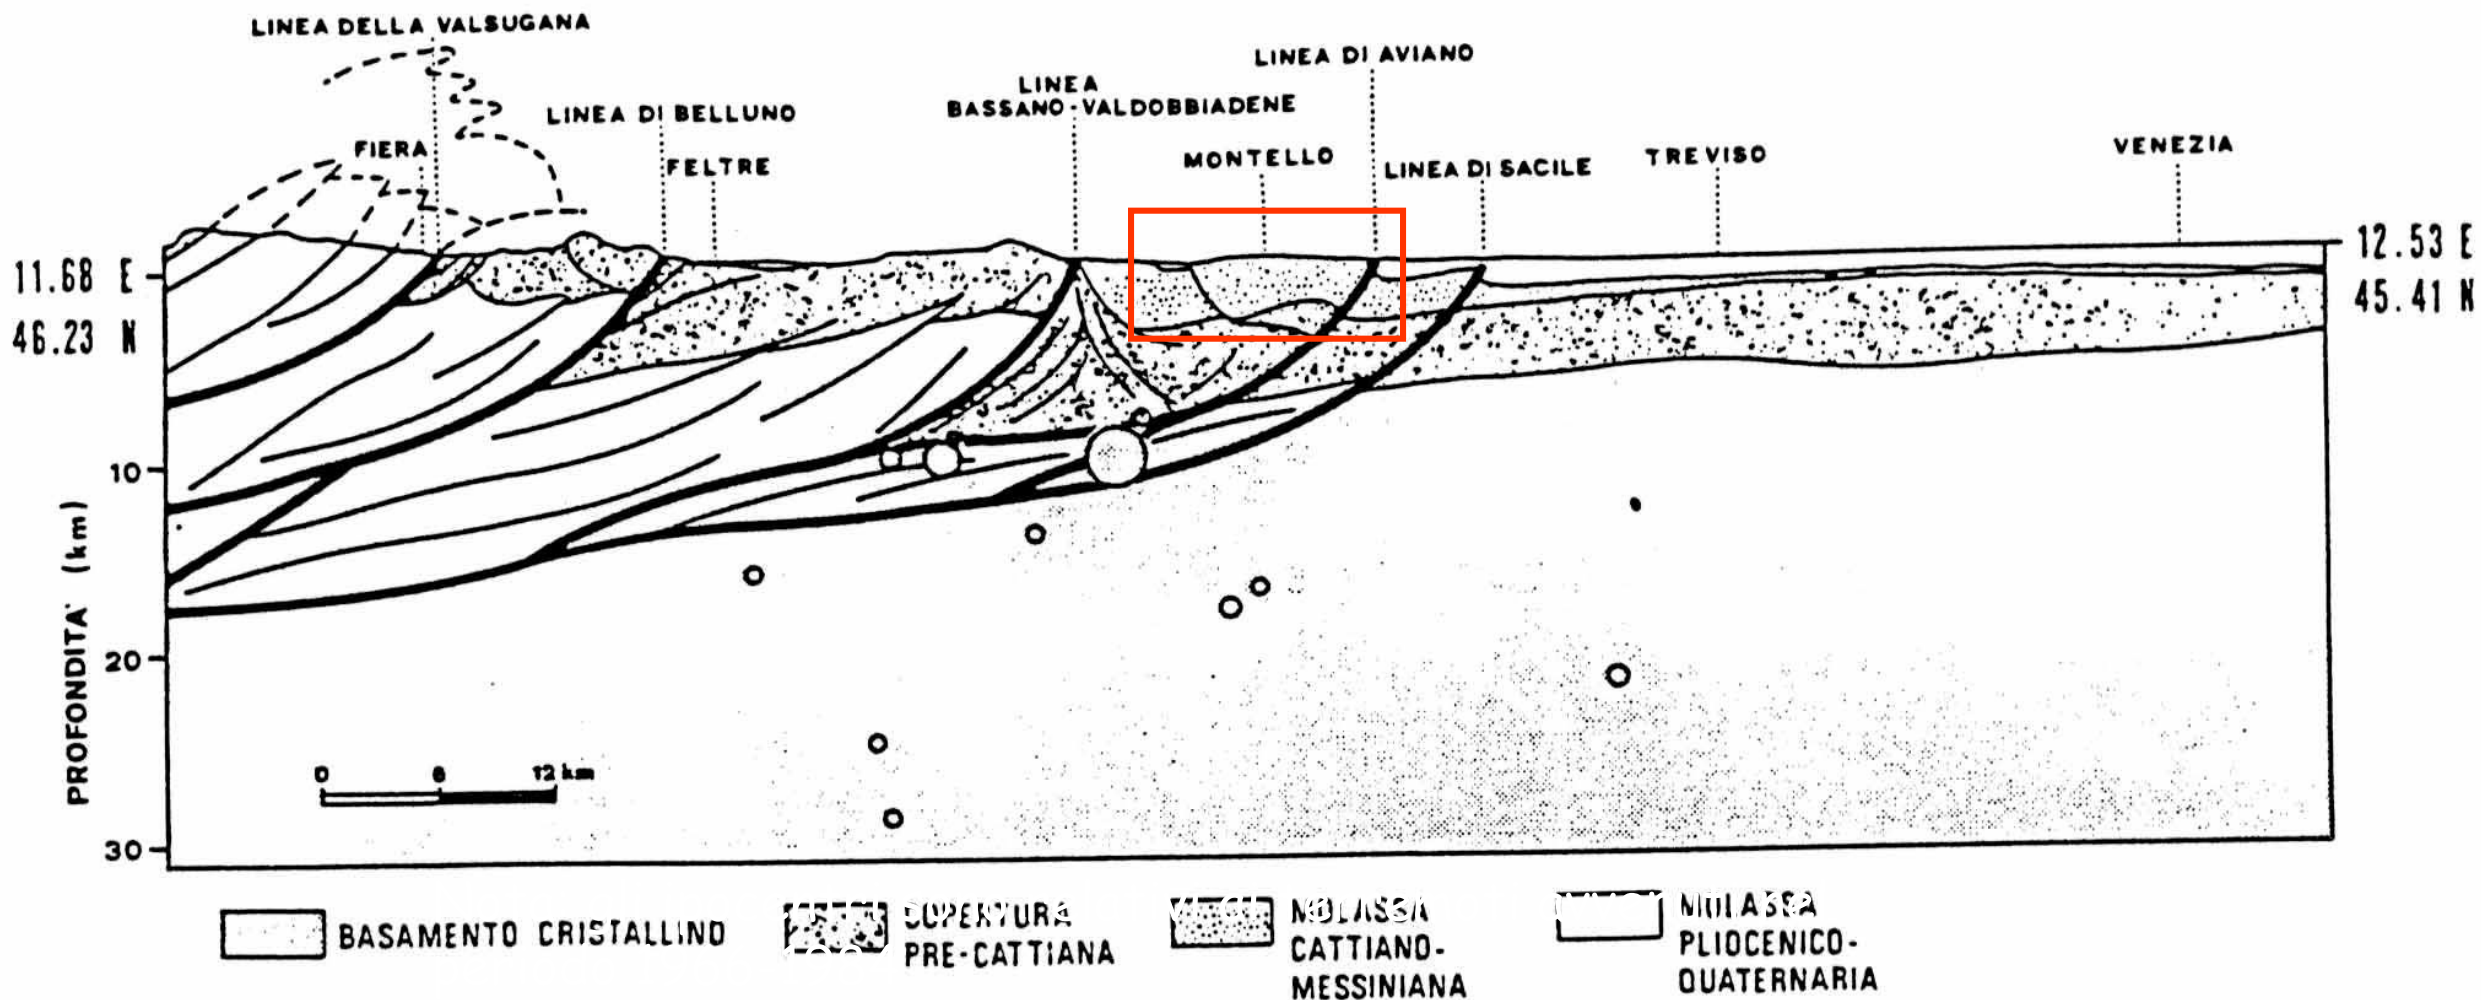 LINEA DELLA VALSUGANA
LINEA DI AVIANO
LINEA
BASSANO-VALDOBBIADENE
LINEA DI BELLUNO
FIERA
FELTRE
MONTELLO
LINEA DI SACILE
TREVISO
VENEZIA
11.68 E
46.23 N
12.53 E
45.41 N
10
20
30
PROFONDITA' (km)
0 6 12 km
BASAMENTO CRISTALLINO
COPERTURA
PRE-CATTIANA
MOLASSA
CATTIANO-
MESSINIANA
MOLASSA
PLIOCENICO-
QUATERNARIA